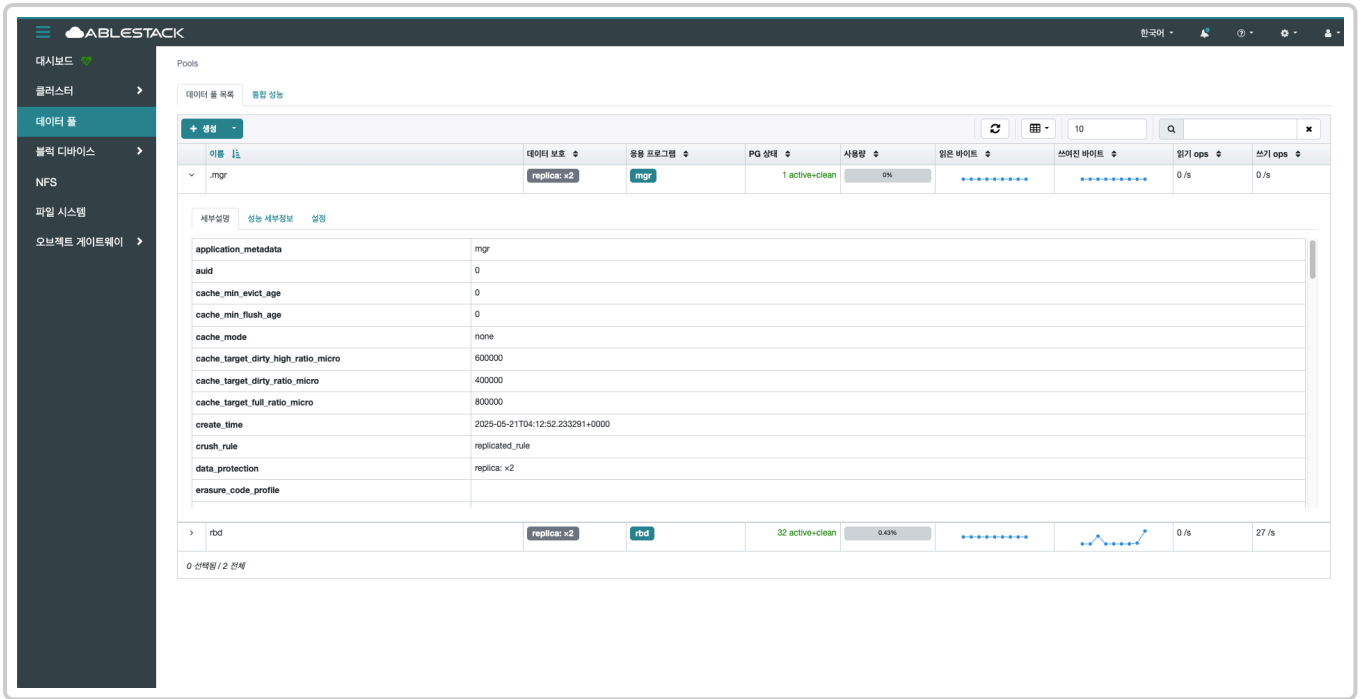 ABLESTACK 한국어
대시보드
클러스터
데이터 풀
블럭 디바이스
NFS
파일 시스템
오브젝트 게이트웨이
Pools
데이터 풀 목록 통합 성능
생성 10
이름 데이터 보호 응용 프로그램 PG 상태 사용량 읽은 바이트 쓰여진 바이트 읽기 ops 쓰기 ops
.mgr replica: ×2 mgr 1 active+clean 0% 0 /s 0 /s
세부설명 성능 세부정보 설정
application_metadata mgr
auid 0
cache_min_evict_age 0
cache_min_flush_age 0
cache_mode none
cache_target_dirty_high_ratio_micro 600000
cache_target_dirty_ratio_micro 400000
cache_target_full_ratio_micro 800000
create_time 2025-05-21T04:12:52.233291+0000
crush_rule replicated_rule
data_protection replica: ×2
erasure_code_profile
rbd replica: ×2 rbd 32 active+clean 0.43% 0 /s 27 /s
0 선택됨 / 2 전체